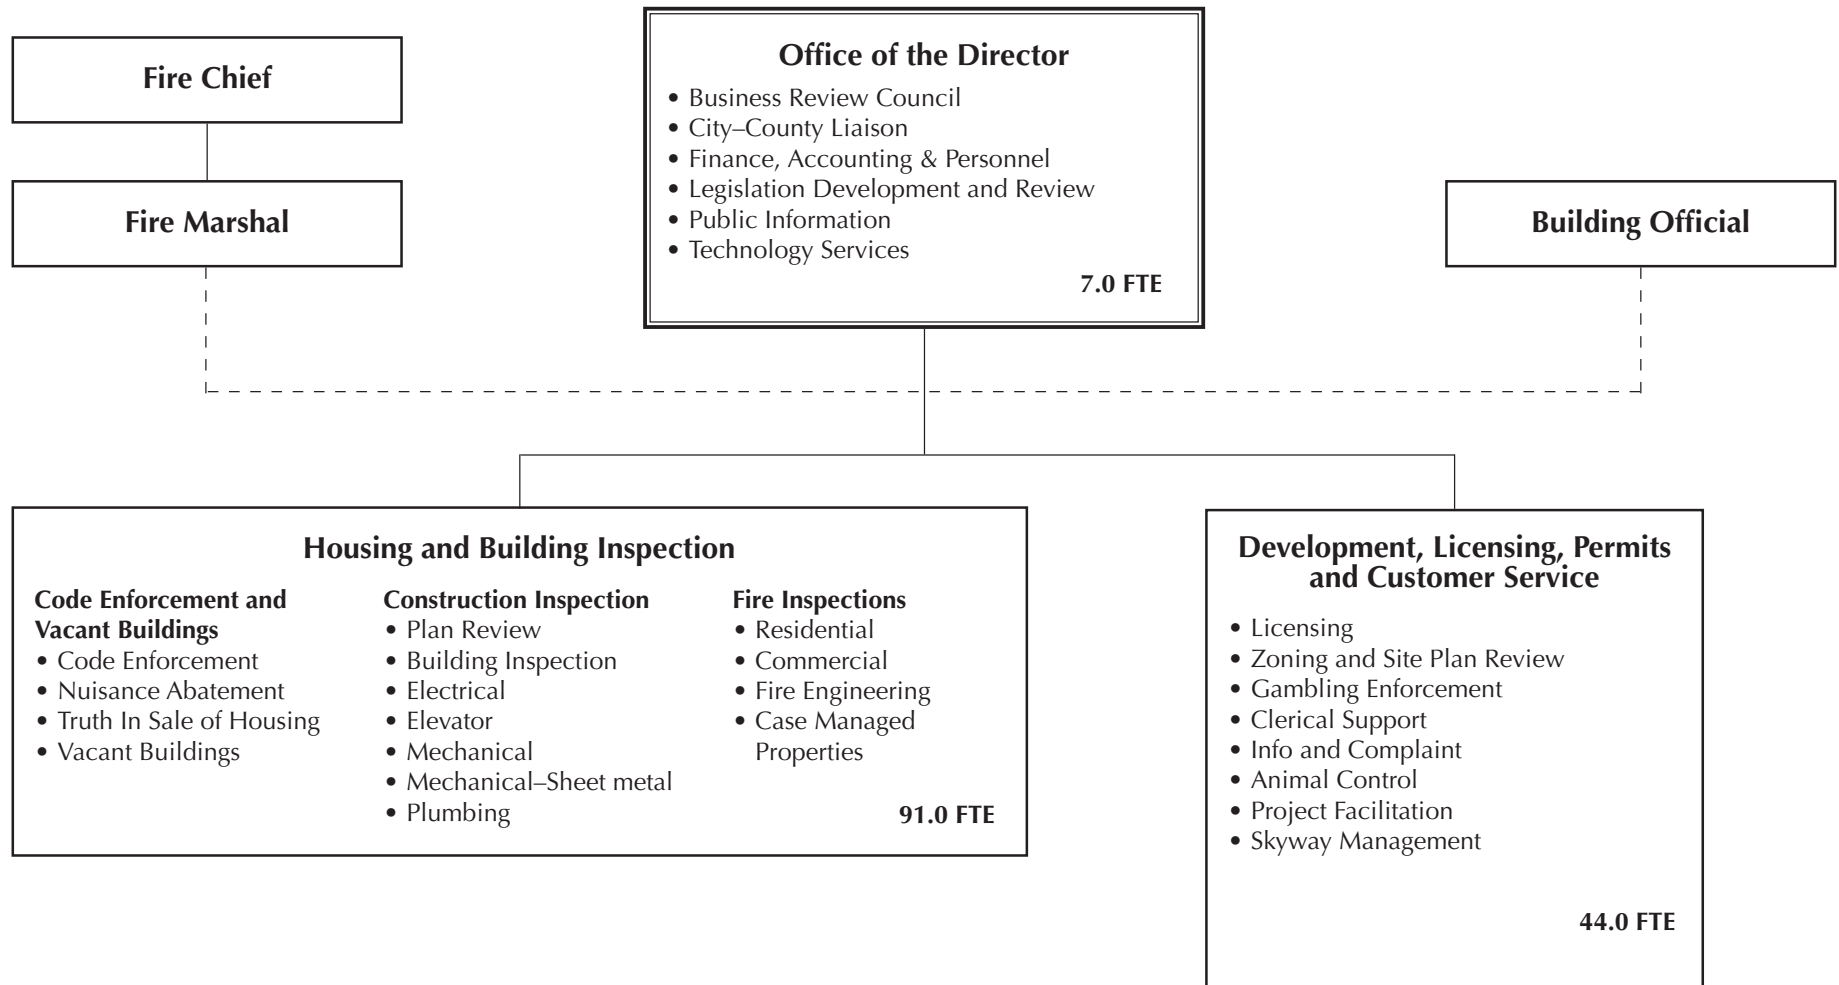 Fire Chief
Fire Marshal
Office of the Director
• Business Review Council
• City–County Liaison
• Finance, Accounting & Personnel
• Legislation Development and Review
• Public Information
• Technology Services
7.0 FTE
Building Official
Housing and Building Inspection
Code Enforcement and
Vacant Buildings
• Code Enforcement
• Nuisance Abatement
• Truth In Sale of Housing
• Vacant Buildings
Construction Inspection
• Plan Review
• Building Inspection
• Electrical
• Elevator
• Mechanical
• Mechanical–Sheet metal
• Plumbing
Fire Inspections
• Residential
• Commercial
• Fire Engineering
• Case Managed
Properties
91.0 FTE
Development, Licensing, Permits
and Customer Service
• Licensing
• Zoning and Site Plan Review
• Gambling Enforcement
• Clerical Support
• Info and Complaint
• Animal Control
• Project Facilitation
• Skyway Management
44.0 FTE